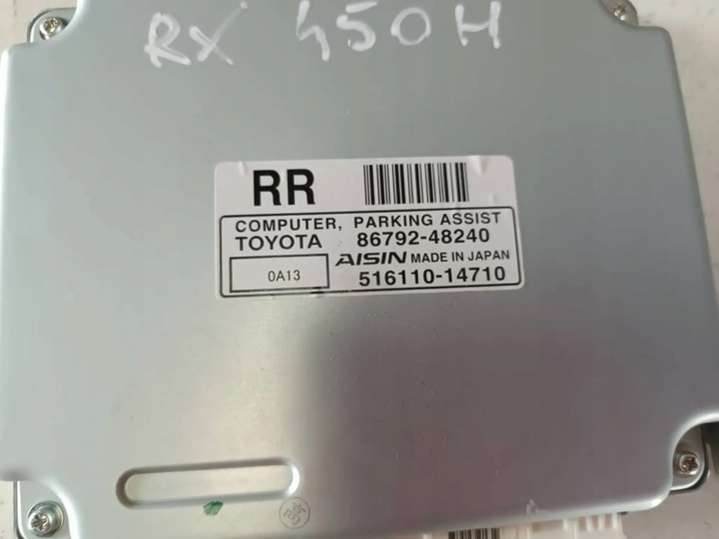 RX 450H
RR
COMPUTER, PARKING ASSIST
TOYOTA 86792-48240
0A13
AISIN MADE IN JAPAN
516110-14710